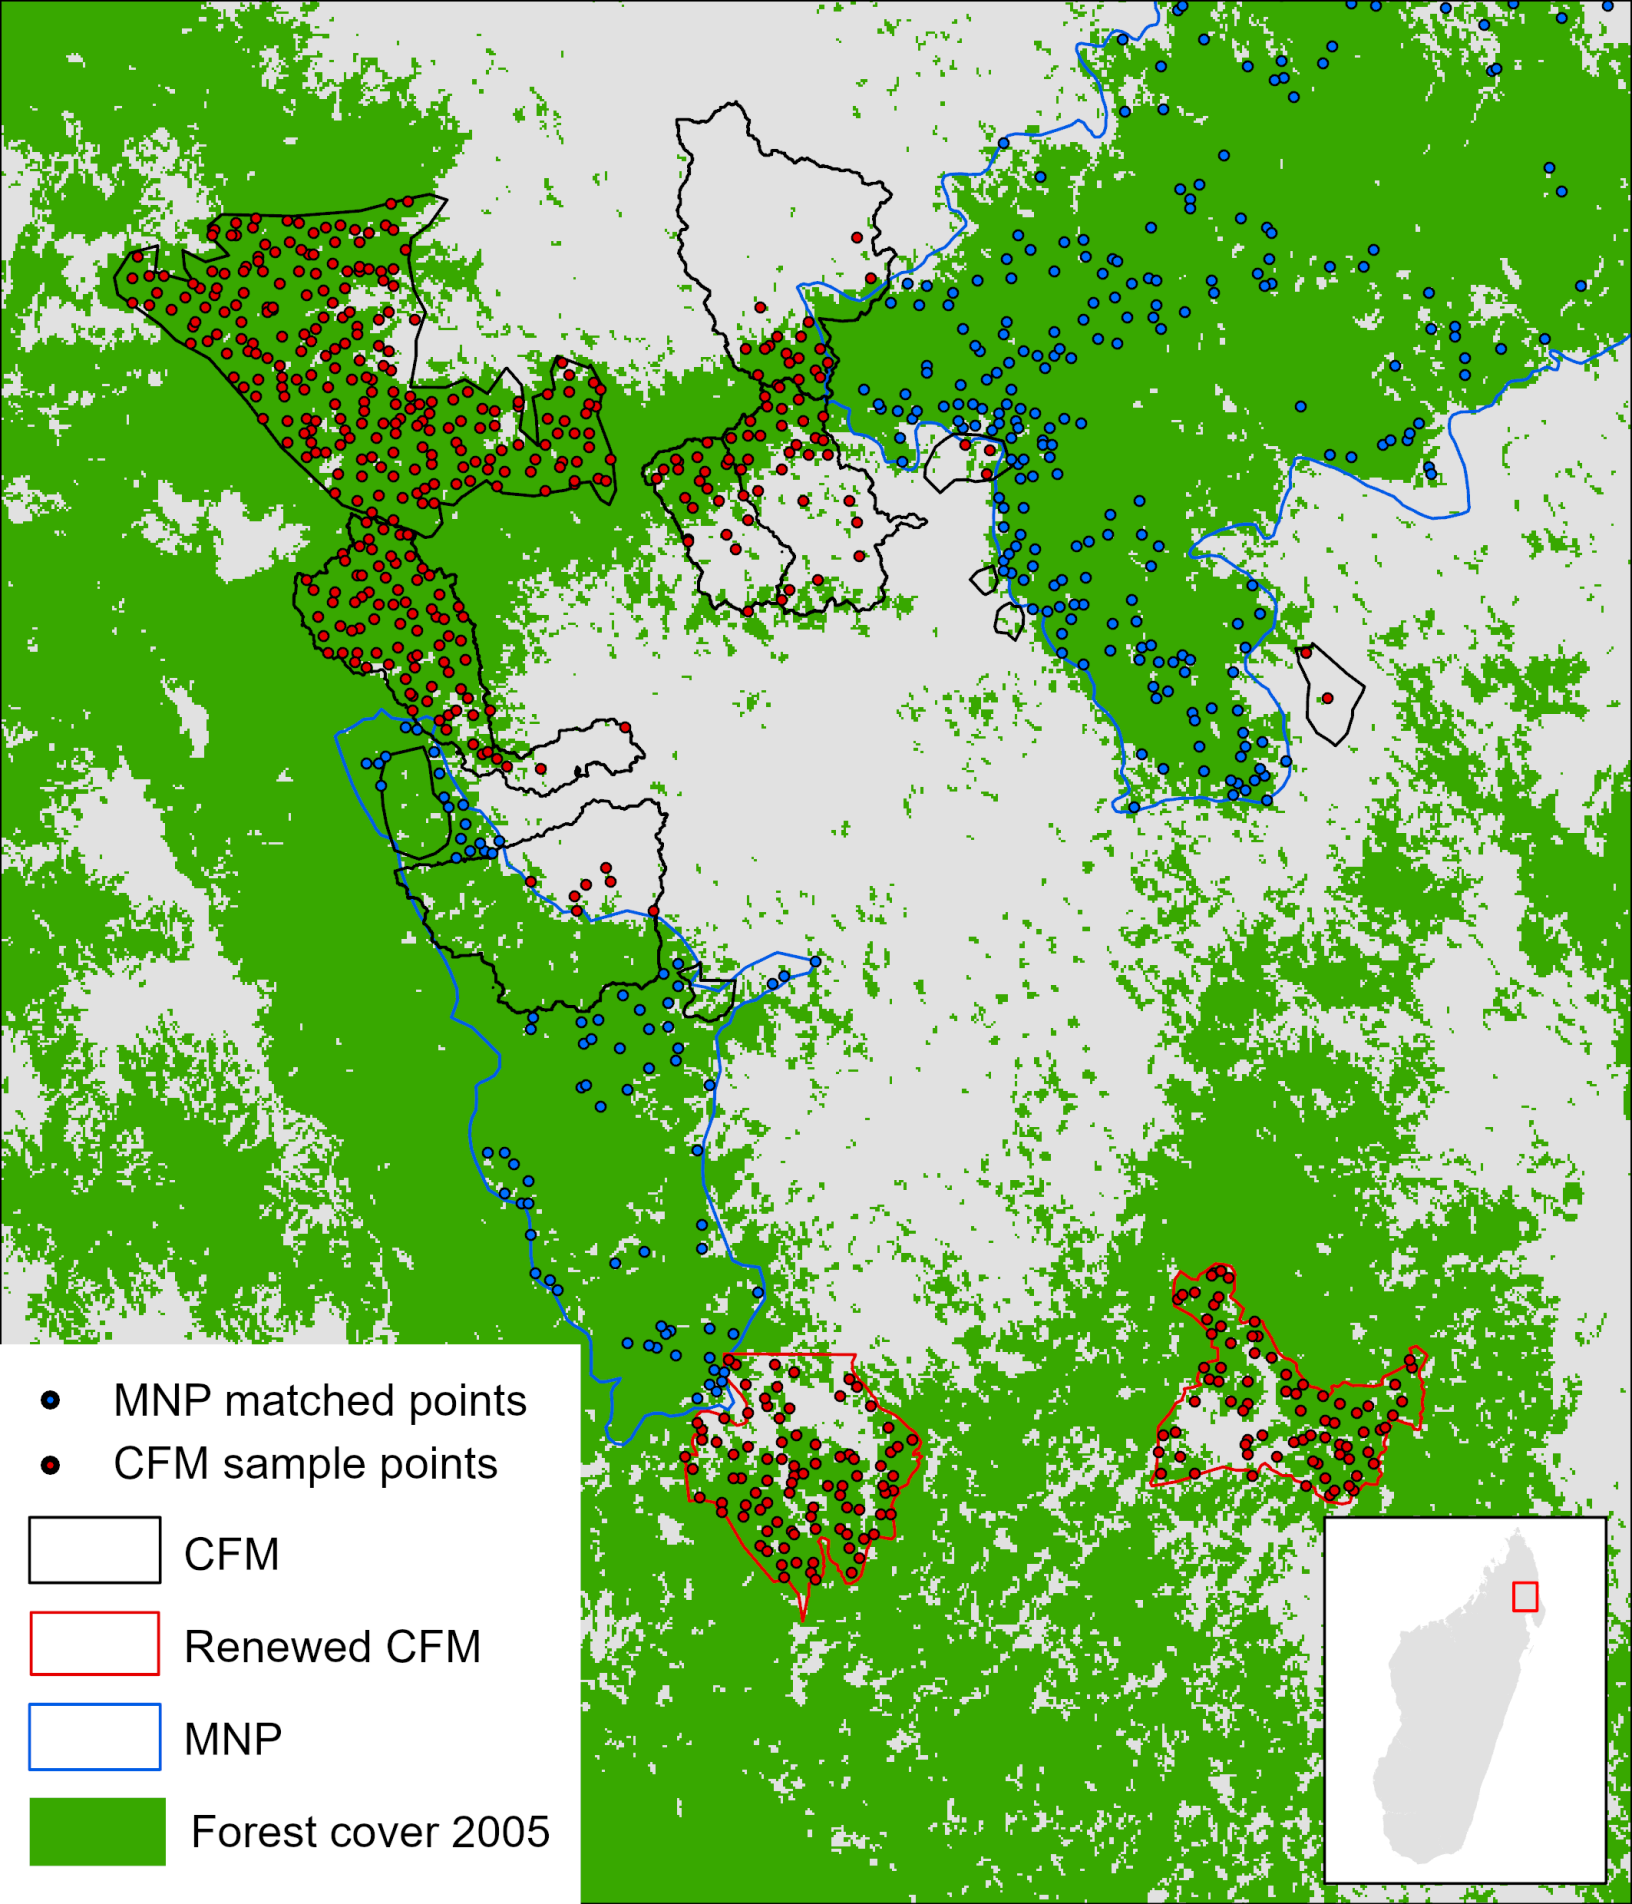 MNP matched points
CFM sample points
CFM
Renewed CFM
MNP
Forest cover 2005